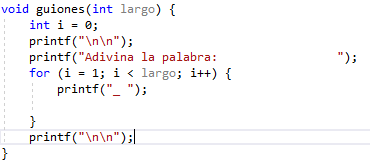 void guiones(int largo) {
    int i = 0;
    printf("\n\n");
    printf("Adivina la palabra:                 ");
    for (i = 1; i < largo; i++) {
        printf("_ ");

    }
    printf("\n\n");
}